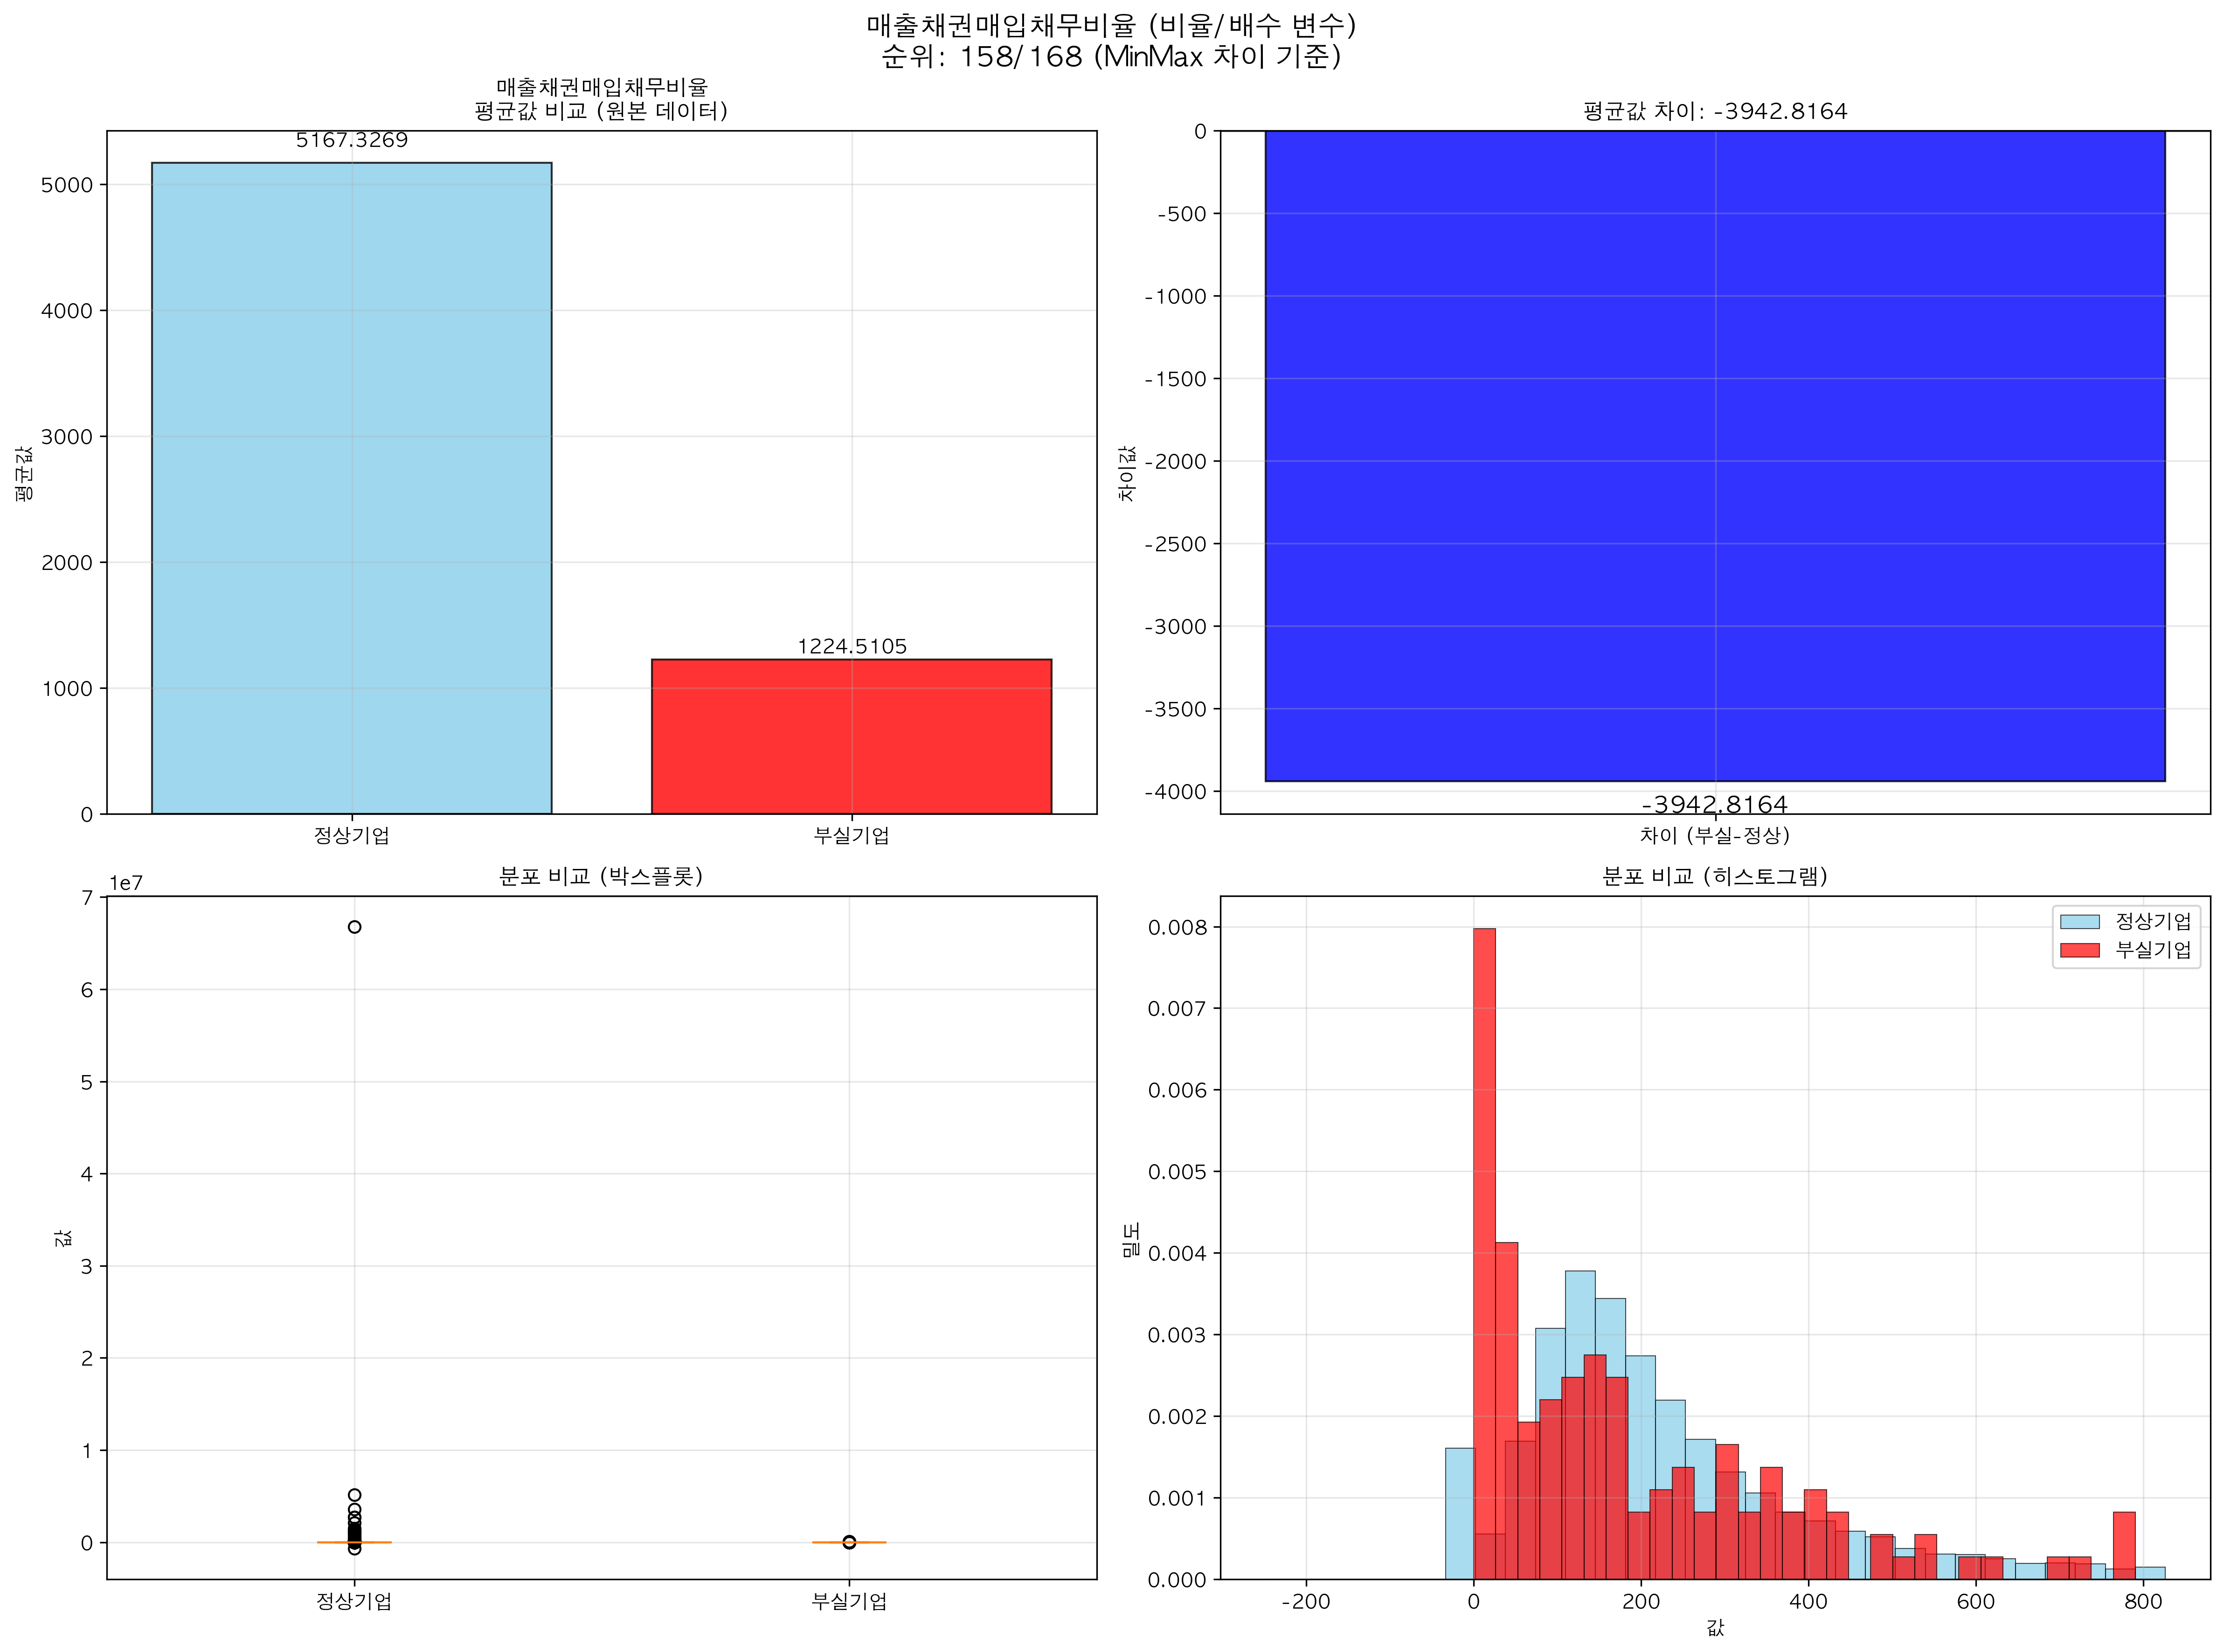 매출채권매입채무비율 (비율/배수 변수)
순위: 158/168 (MinMax 차이 기준)
매출채권매입채무비율
평균값 비교 (원본 데이터)
5167.3269
1224.5105
5000
4000
3000
2000
1000
0
평균값
정상기업
부실기업
평균값 차이: -3942.8164
0
-500
-1000
-1500
-2000
-2500
-3000
-3500
-4000
차이값
-3942.8164
차이 (부실-정상)
분포 비교 (박스플롯)
1e7
7
6
5
4
3
2
1
0
값
정상기업
부실기업
분포 비교 (히스토그램)
정상기업
부실기업
0.008
0.007
0.006
0.005
0.004
0.003
0.002
0.001
0.000
밀도
-200
0
200
400
600
800
값